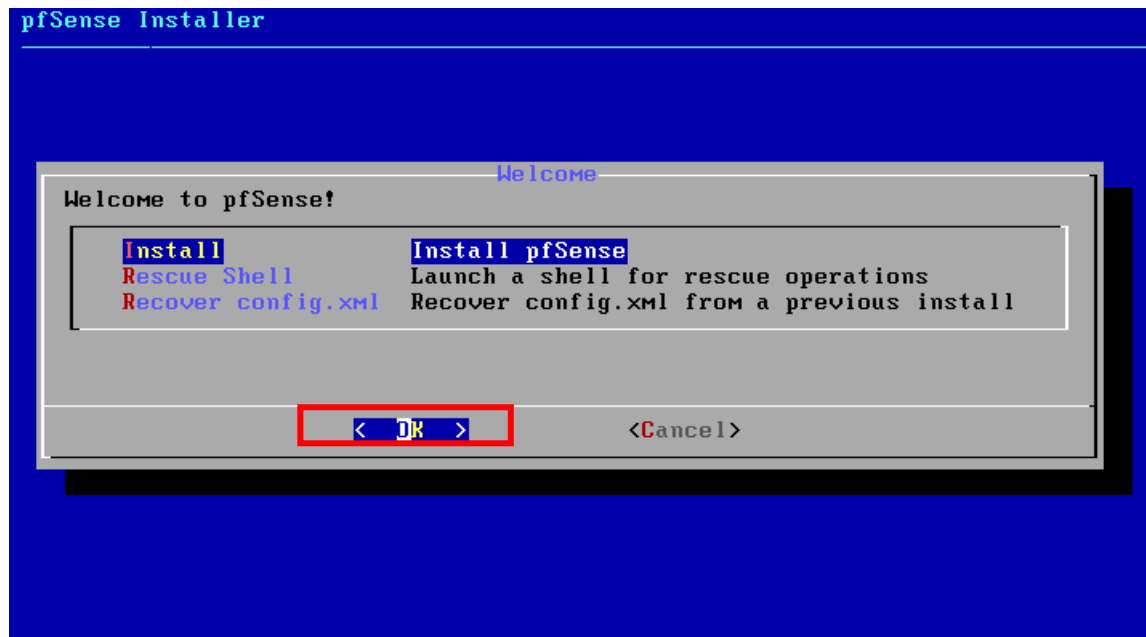 pfSense Installer
Welcome
Welcome to pfSense!
Install Install pfSense
Rescue Shell Launch a shell for rescue operations
Recover config.xml Recover config.xml from a previous install
< OK > <Cancel>